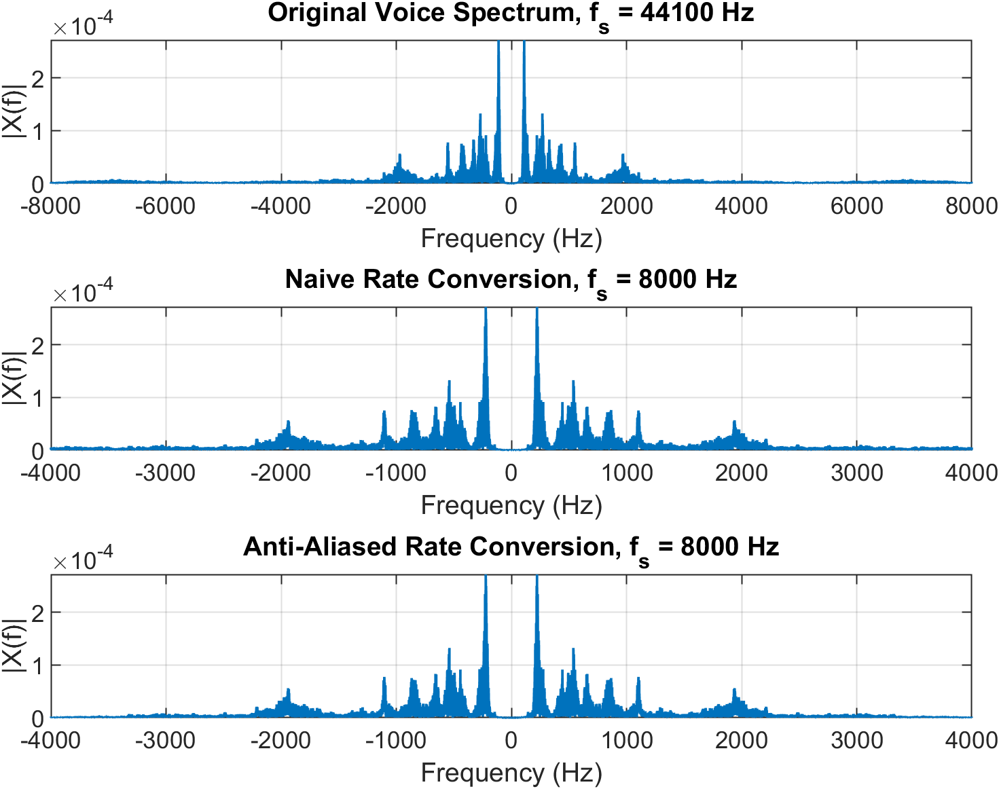 Original Voice Spectrum, fs = 44100 Hz
×10-4
2
1
0
|X(f)|
-8000 -6000 -4000 -2000 0 2000 4000 6000 8000
Frequency (Hz)
Naive Rate Conversion, fs = 8000 Hz
×10-4
2
1
0
|X(f)|
-4000 -3000 -2000 -1000 0 1000 2000 3000 4000
Frequency (Hz)
Anti-Aliased Rate Conversion, fs = 8000 Hz
×10-4
2
1
0
|X(f)|
-4000 -3000 -2000 -1000 0 1000 2000 3000 4000
Frequency (Hz)